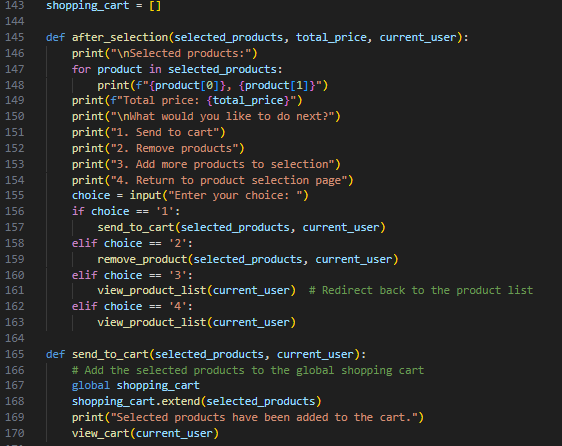 143 shopping_cart = []
144
145 def after_selection(selected_products, total_price, current_user):
146     print("\nSelected products:")
147     for product in selected_products:
148         print(f"{product[0]}, {product[1]}")
149     print(f"Total price: {total_price}")
150     print("\nWhat would you like to do next?")
151     print("1. Send to cart")
152     print("2. Remove products")
153     print("3. Add more products to selection")
154     print("4. Return to product selection page")
155     choice = input("Enter your choice: ")
156     if choice == '1':
157         send_to_cart(selected_products, current_user)
158     elif choice == '2':
159         remove_product(selected_products, current_user)
160     elif choice == '3':
161         view_product_list(current_user)  # Redirect back to the product list
162     elif choice == '4':
163         view_product_list(current_user)
164
165 def send_to_cart(selected_products, current_user):
166     # Add the selected products to the global shopping cart
167     global shopping_cart
168     shopping_cart.extend(selected_products)
169     print("Selected products have been added to the cart.")
170     view_cart(current_user)